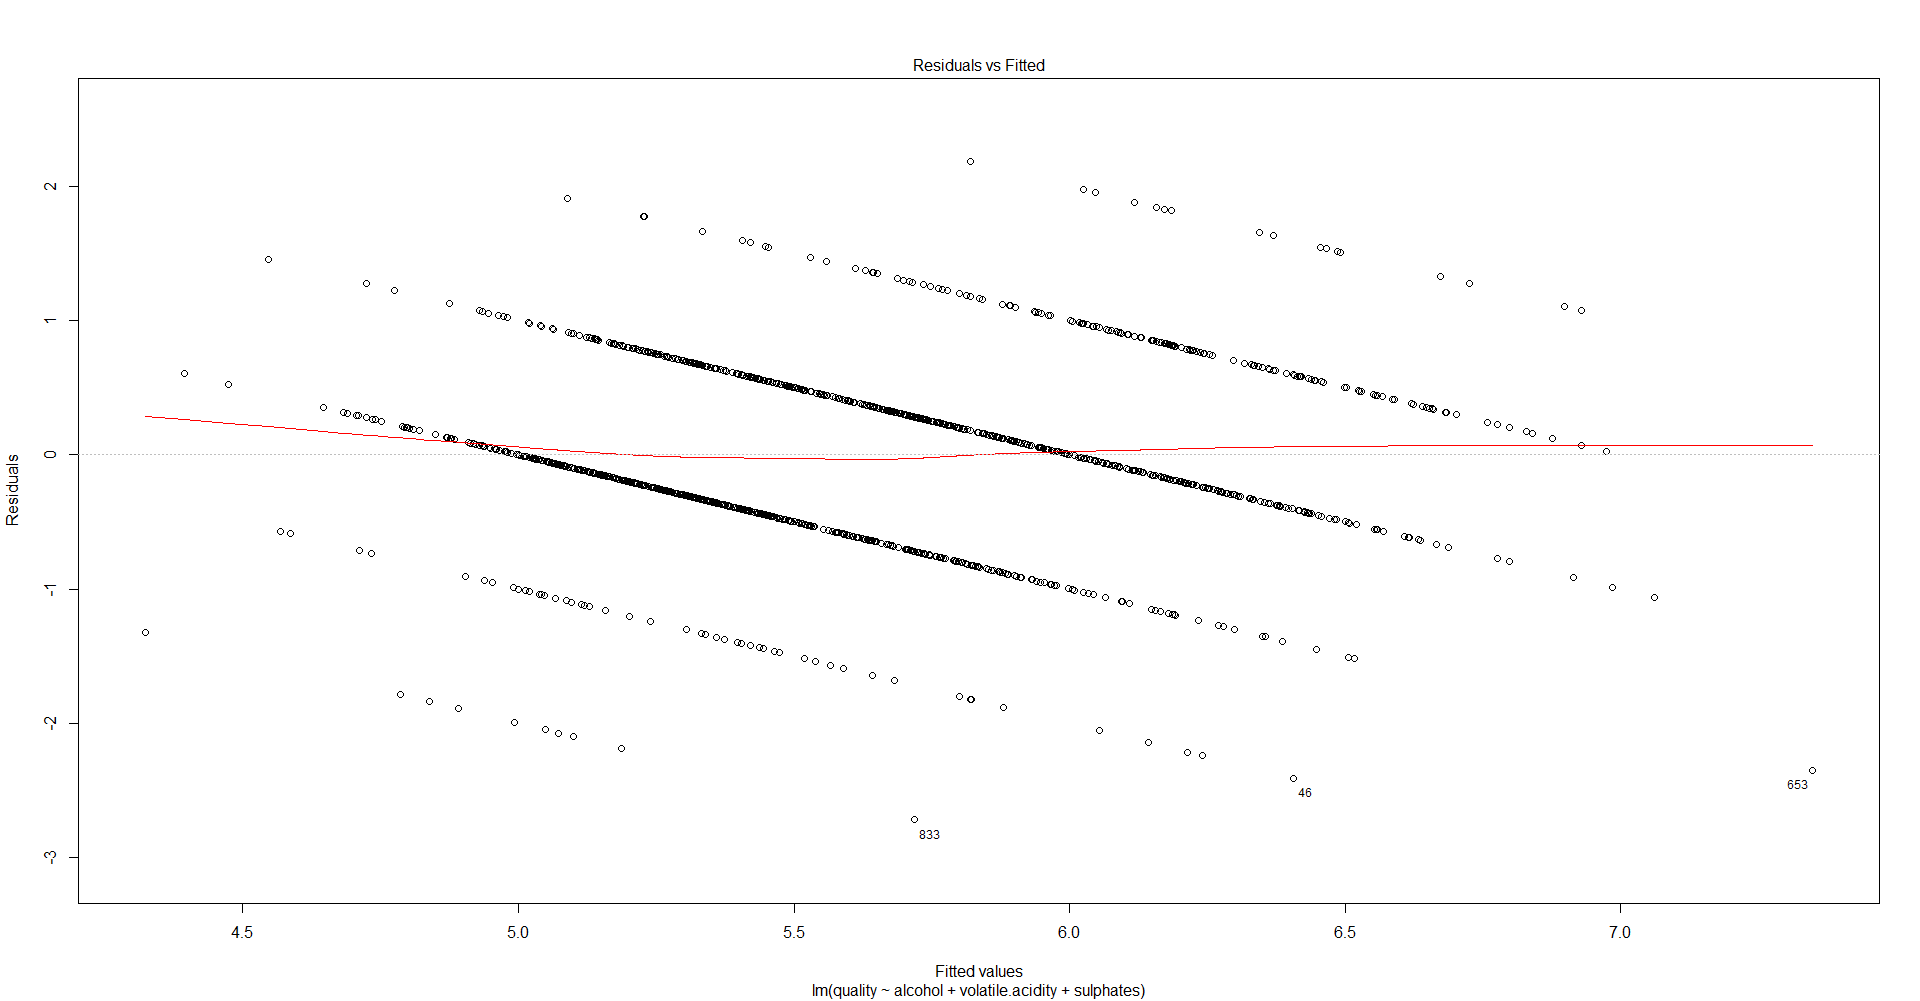 Residuals vs Fitted
Residuals
2
1
0
-1
-2
-3
653
46
833
4.5 5.0 5.5 6.0 6.5 7.0
Fitted values
lm(quality ~ alcohol + volatile.acidity + sulphates)